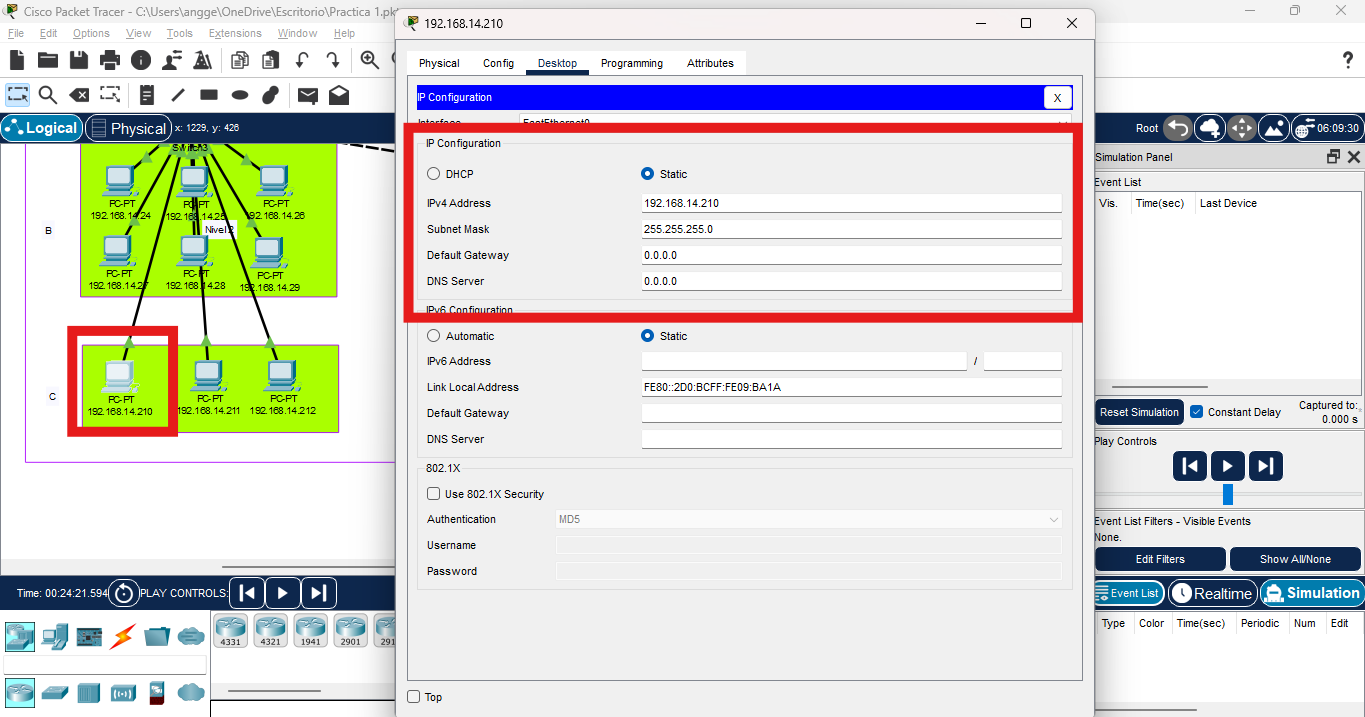 Cisco Packet Tracer - C:\Users\angge\OneDrive\Escritorio\Practica 1.pk
192.168.14.210
File Edit Options View Tools Extensions Window Help
Physical Config Desktop Programming Attributes
IP Configuration X
Interface FastEthernet0
Logical Physical x: 1229, y: 426
Root 06:09:30
IP Configuration
DHCP Static
IPv4 Address 192.168.14.210
Subnet Mask 255.255.255.0
Default Gateway 0.0.0.0
DNS Server 0.0.0.0
IPv6 Configuration
Automatic Static
IPv6 Address /
Link Local Address FE80::2D0:BCFF:FE09:BA1A
Default Gateway
DNS Server
802.1X
Use 802.1X Security
Authentication MD5
Username
Password
Top
Switch3
PC-PT PC-PT PC-PT
192.168.14.24 192.168.14.25 192.168.14.26
B
Nivel 2
PC-PT PC-PT PC-PT
192.168.14.27 192.168.14.28 192.168.14.29
C
PC-PT PC-PT PC-PT
192.168.14.210 192.168.14.211 192.168.14.212
Simulation Panel
Event List
Vis. Time(sec) Last Device
Reset Simulation Constant Delay Captured to:
0.000 s
Play Controls
Event List Filters - Visible Events
None.
Edit Filters Show All/None
Event List Realtime Simulation
Type Color Time(sec) Periodic Num Edit
Time: 00:24:21.594 PLAY CONTROLS:
4331 4321 1941 2901 291